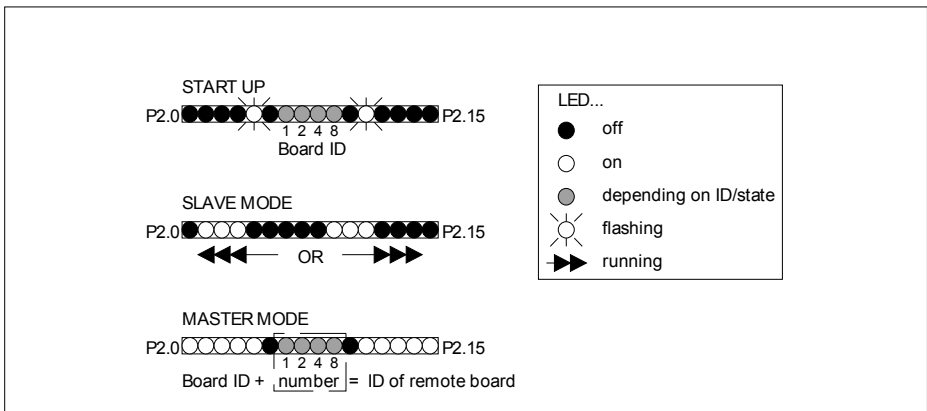 START UP
P2.0 P2.15
1 2 4 8
Board ID
SLAVE MODE
P2.0 P2.15
OR
MASTER MODE
P2.0 P2.15
1 2 4 8
Board ID + number = ID of remote board
LED...
off
on
depending on ID/state
flashing
running